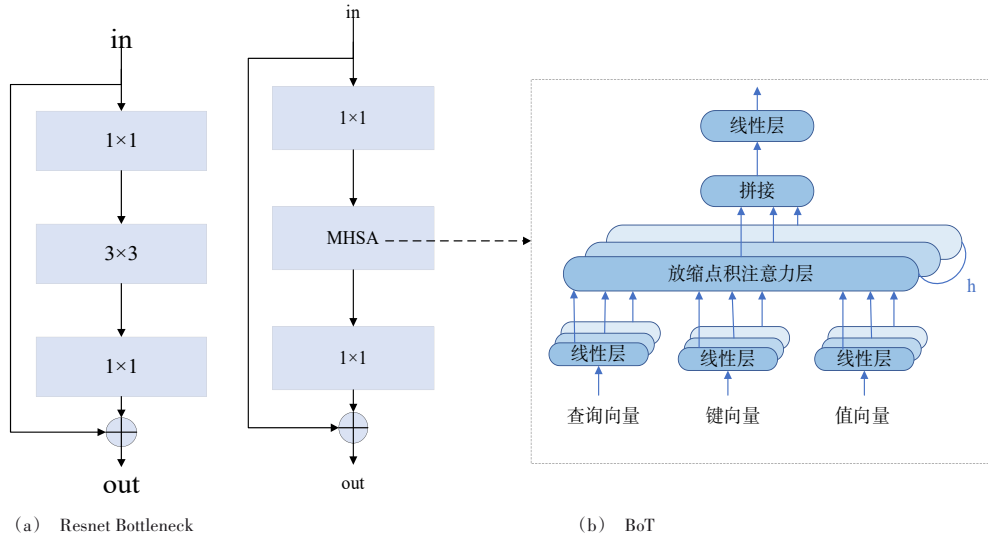 in
1×1
3×3
1×1
out
in
1×1
MHSA
1×1
out
线性层
拼接
放缩点积注意力层
h
线性层 线性层 线性层
查询向量 键向量 值向量
(a) Resnet Bottleneck
(b) BoT